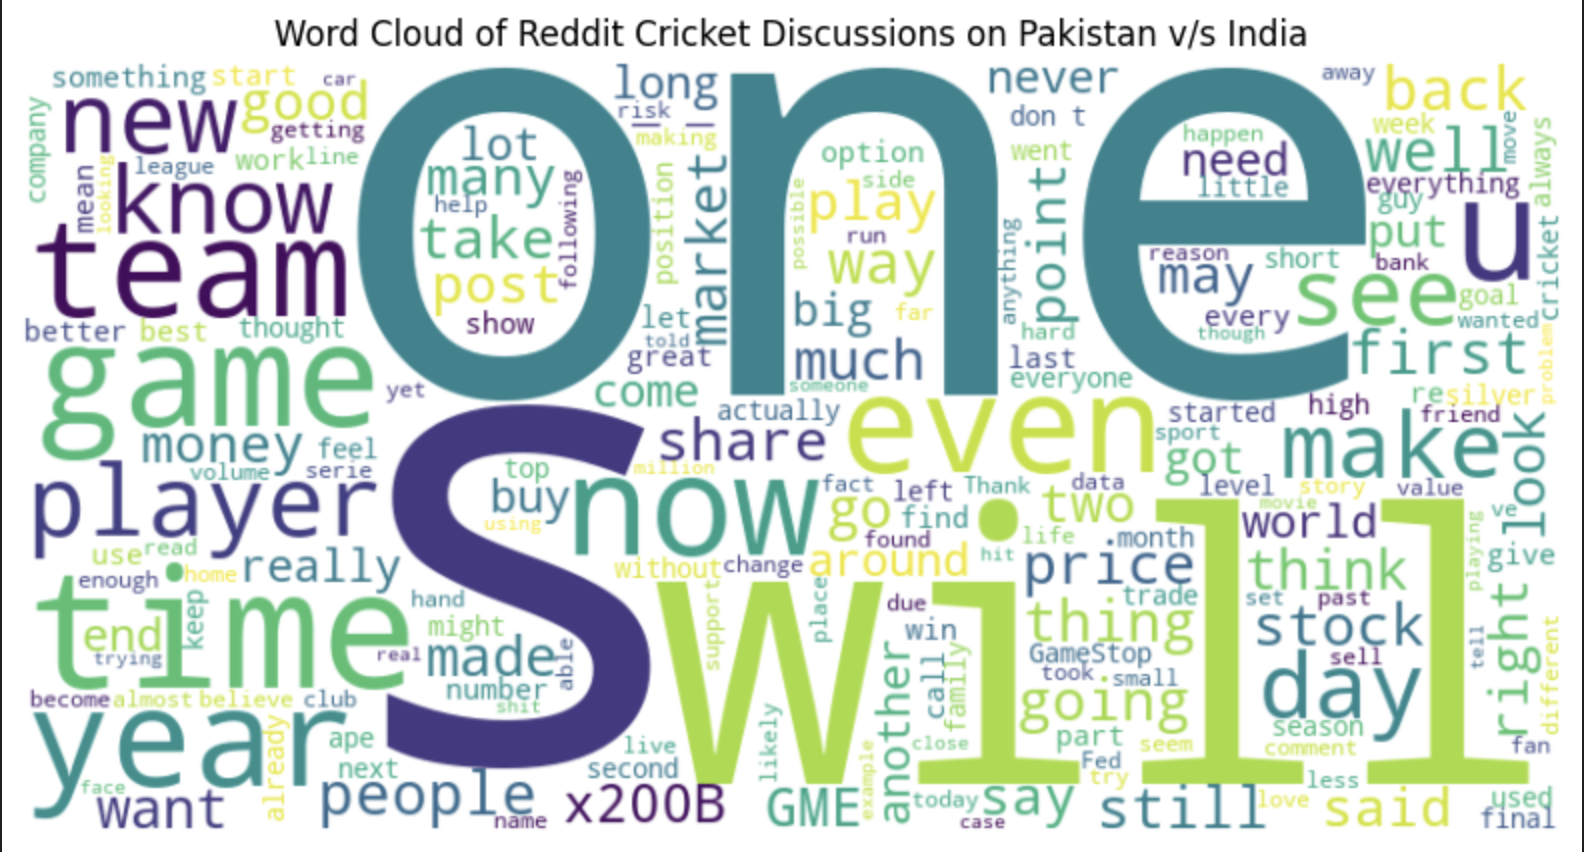 Word Cloud of Reddit Cricket Discussions on Pakistan v/s India
something start car long never away back
new good risk don t week
company getting making happen well move always
lot option went need
league work line many side little everything
mean looking know help following position market possible play run anything point guy u
take way reason short put bank cricket
team post big far may see goal
show let every wanted
better best thought told hard though
game great much last first problem
yet come someone everyone re silver
actually even started high friend
money feel share sport got make look
volume serie top million
player buy now fact left Thank data level story value
using go find two movie world ve
use read really found life month
enough home without change around hit price think give playing
time hand place due trade set past
end keep might support win thing stock right
trying real made able GameStop sell tell different
number call family took small day
become almost believe club shit another going
year already S one will season
ape live likely close part seem comment fan
next second Fed
face example try less
want people x200B GME today say still love said used
name case final